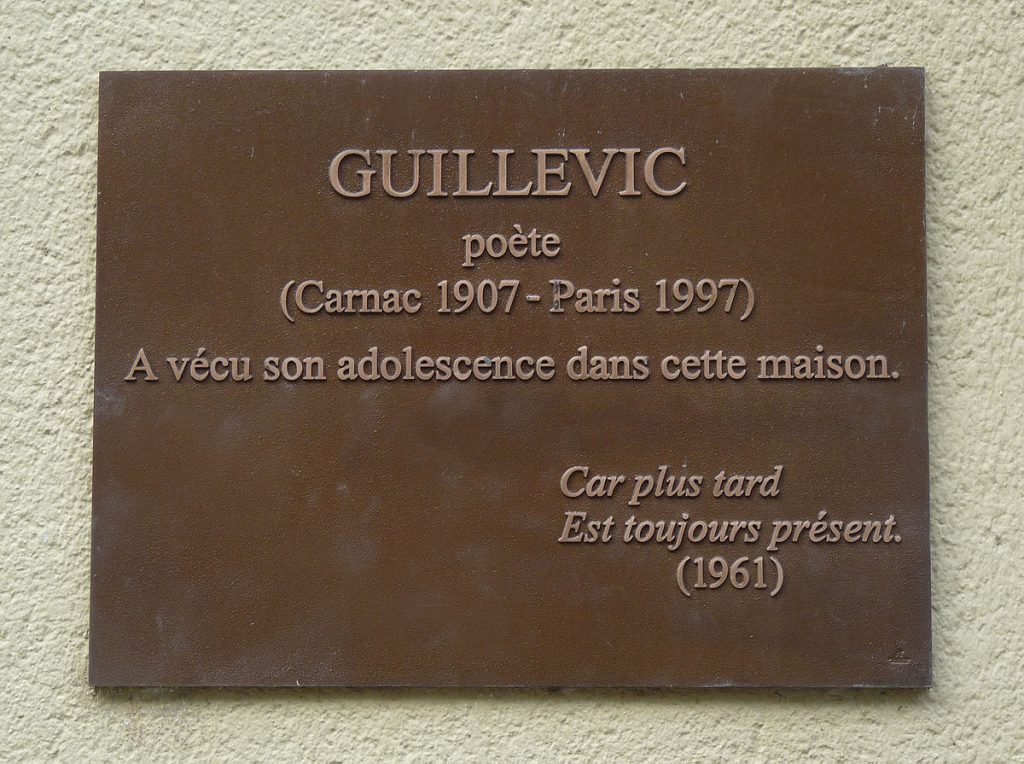 GUILLEVIC
poète
(Carnac 1907 - Paris 1997)
A vécu son adolescence dans cette maison.
Car plus tard
Est toujours présent.
(1961)